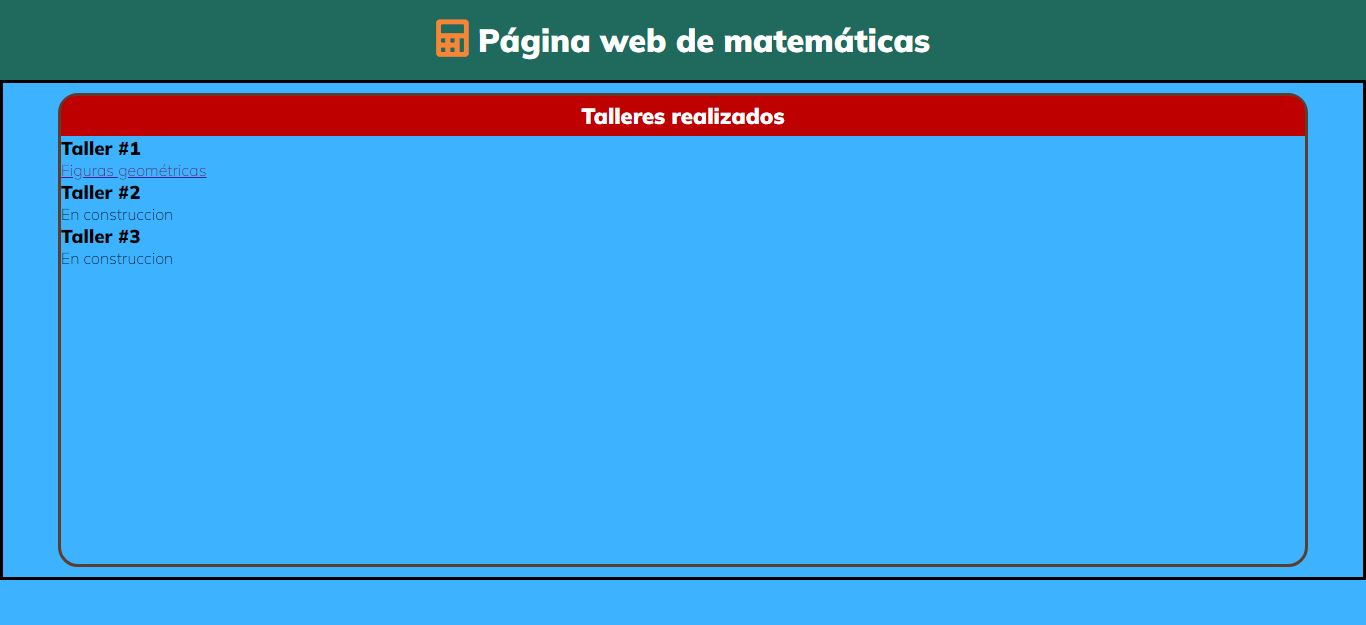 Página web de matemáticas
Talleres realizados
Taller #1
Figuras geométricas
Taller #2
En construccion
Taller #3
En construccion